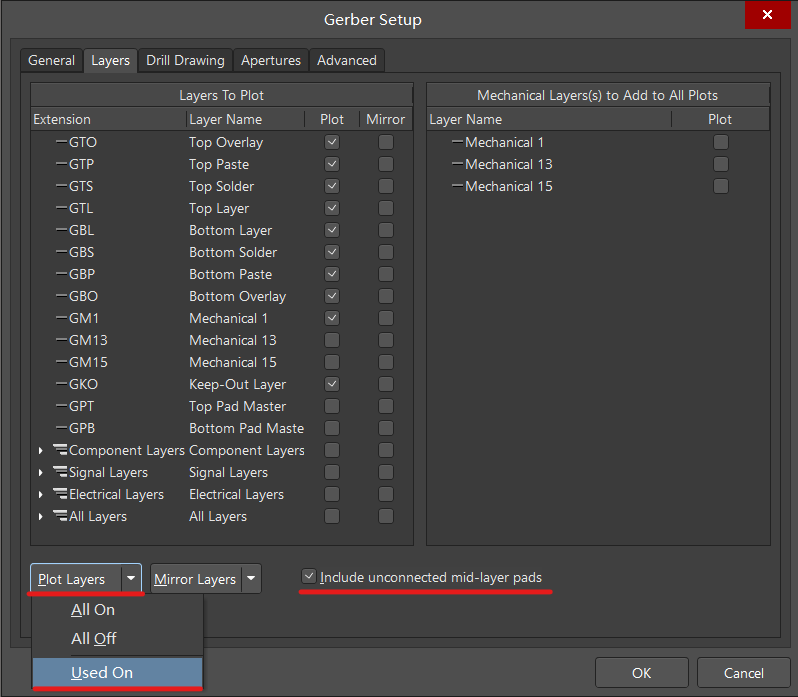 Gerber Setup
General Layers Drill Drawing Apertures Advanced
Layers To Plot
Extension Layer Name Plot Mirror
GTO Top Overlay
GTP Top Paste
GTS Top Solder
GTL Top Layer
GBL Bottom Layer
GBS Bottom Solder
GBP Bottom Paste
GBO Bottom Overlay
GM1 Mechanical 1
GM13 Mechanical 13
GM15 Mechanical 15
GKO Keep-Out Layer
GPT Top Pad Master
GPB Bottom Pad Maste
Component Layers Component Layers
Signal Layers Signal Layers
Electrical Layers Electrical Layers
All Layers All Layers
Mechanical Layers(s) to Add to All Plots
Layer Name Plot
Mechanical 1
Mechanical 13
Mechanical 15
Plot Layers Mirror Layers Include unconnected mid-layer pads
All On
All Off
Used On
OK Cancel